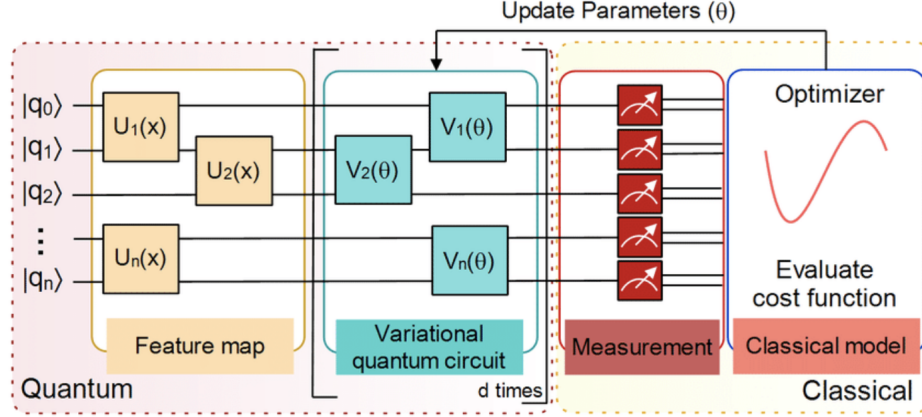 Update Parameters (θ)
|q₀⟩
|q₁⟩
|q₂⟩
⋮
|qₙ⟩
U₁(x)
U₂(x)
Uₙ(x)
V₁(θ)
V₂(θ)
Vₙ(θ)
Optimizer
Evaluate
cost function
Feature map
Variational
quantum circuit
Measurement
Classical model
Quantum
d times
Classical